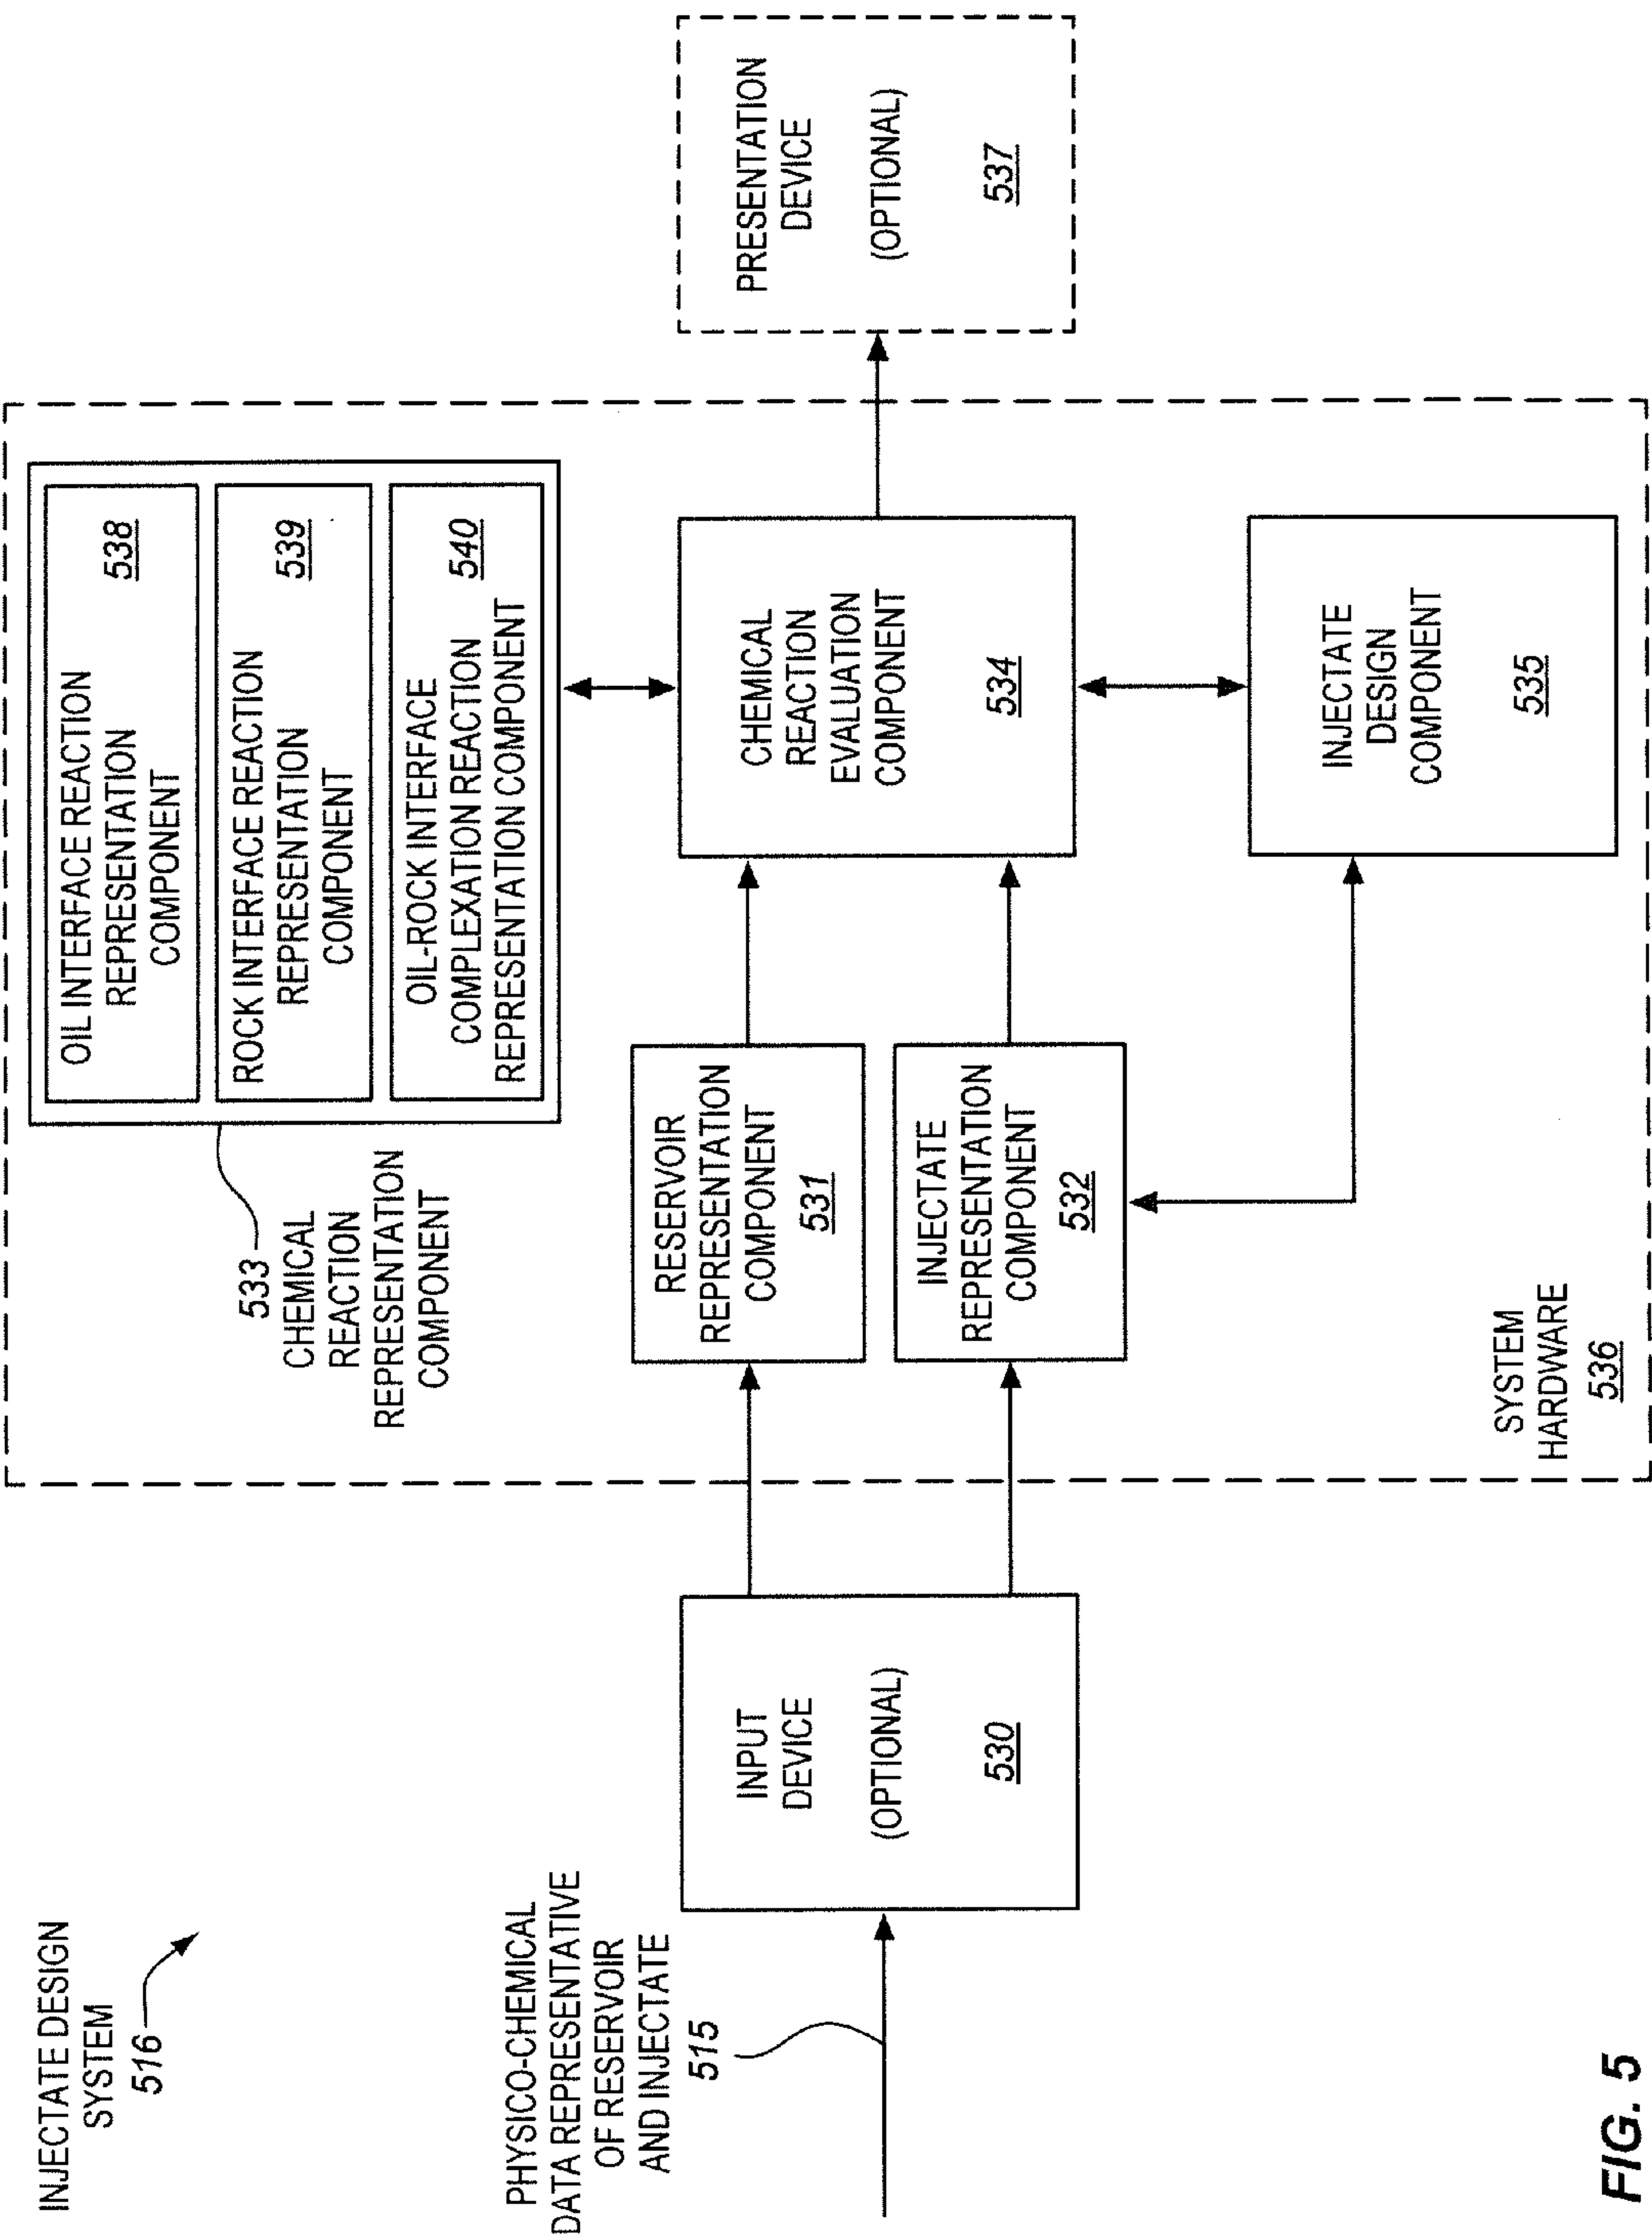 INJECTATE DESIGN
SYSTEM
516
PHYSICO-CHEMICAL
DATA REPRESENTATIVE
OF RESERVOIR
AND INJECTATE
515
INPUT
DEVICE
(OPTIONAL)
530
533
CHEMICAL
REACTION
REPRESENTATION
COMPONENT
OIL INTERFACE REACTION
REPRESENTATION
COMPONENT
538
ROCK INTERFACE REACTION
REPRESENTATION
COMPONENT
539
OIL-ROCK INTERFACE
COMPLEXATION REACTION
REPRESENTATION COMPONENT
540
RESERVOIR
REPRESENTATION
COMPONENT
531
INJECTATE
REPRESENTATION
COMPONENT
532
CHEMICAL
REACTION
EVALUATION
COMPONENT
534
INJECTATE
DESIGN
COMPONENT
535
SYSTEM
HARDWARE
536
PRESENTATION
DEVICE
(OPTIONAL)
537
FIG. 5